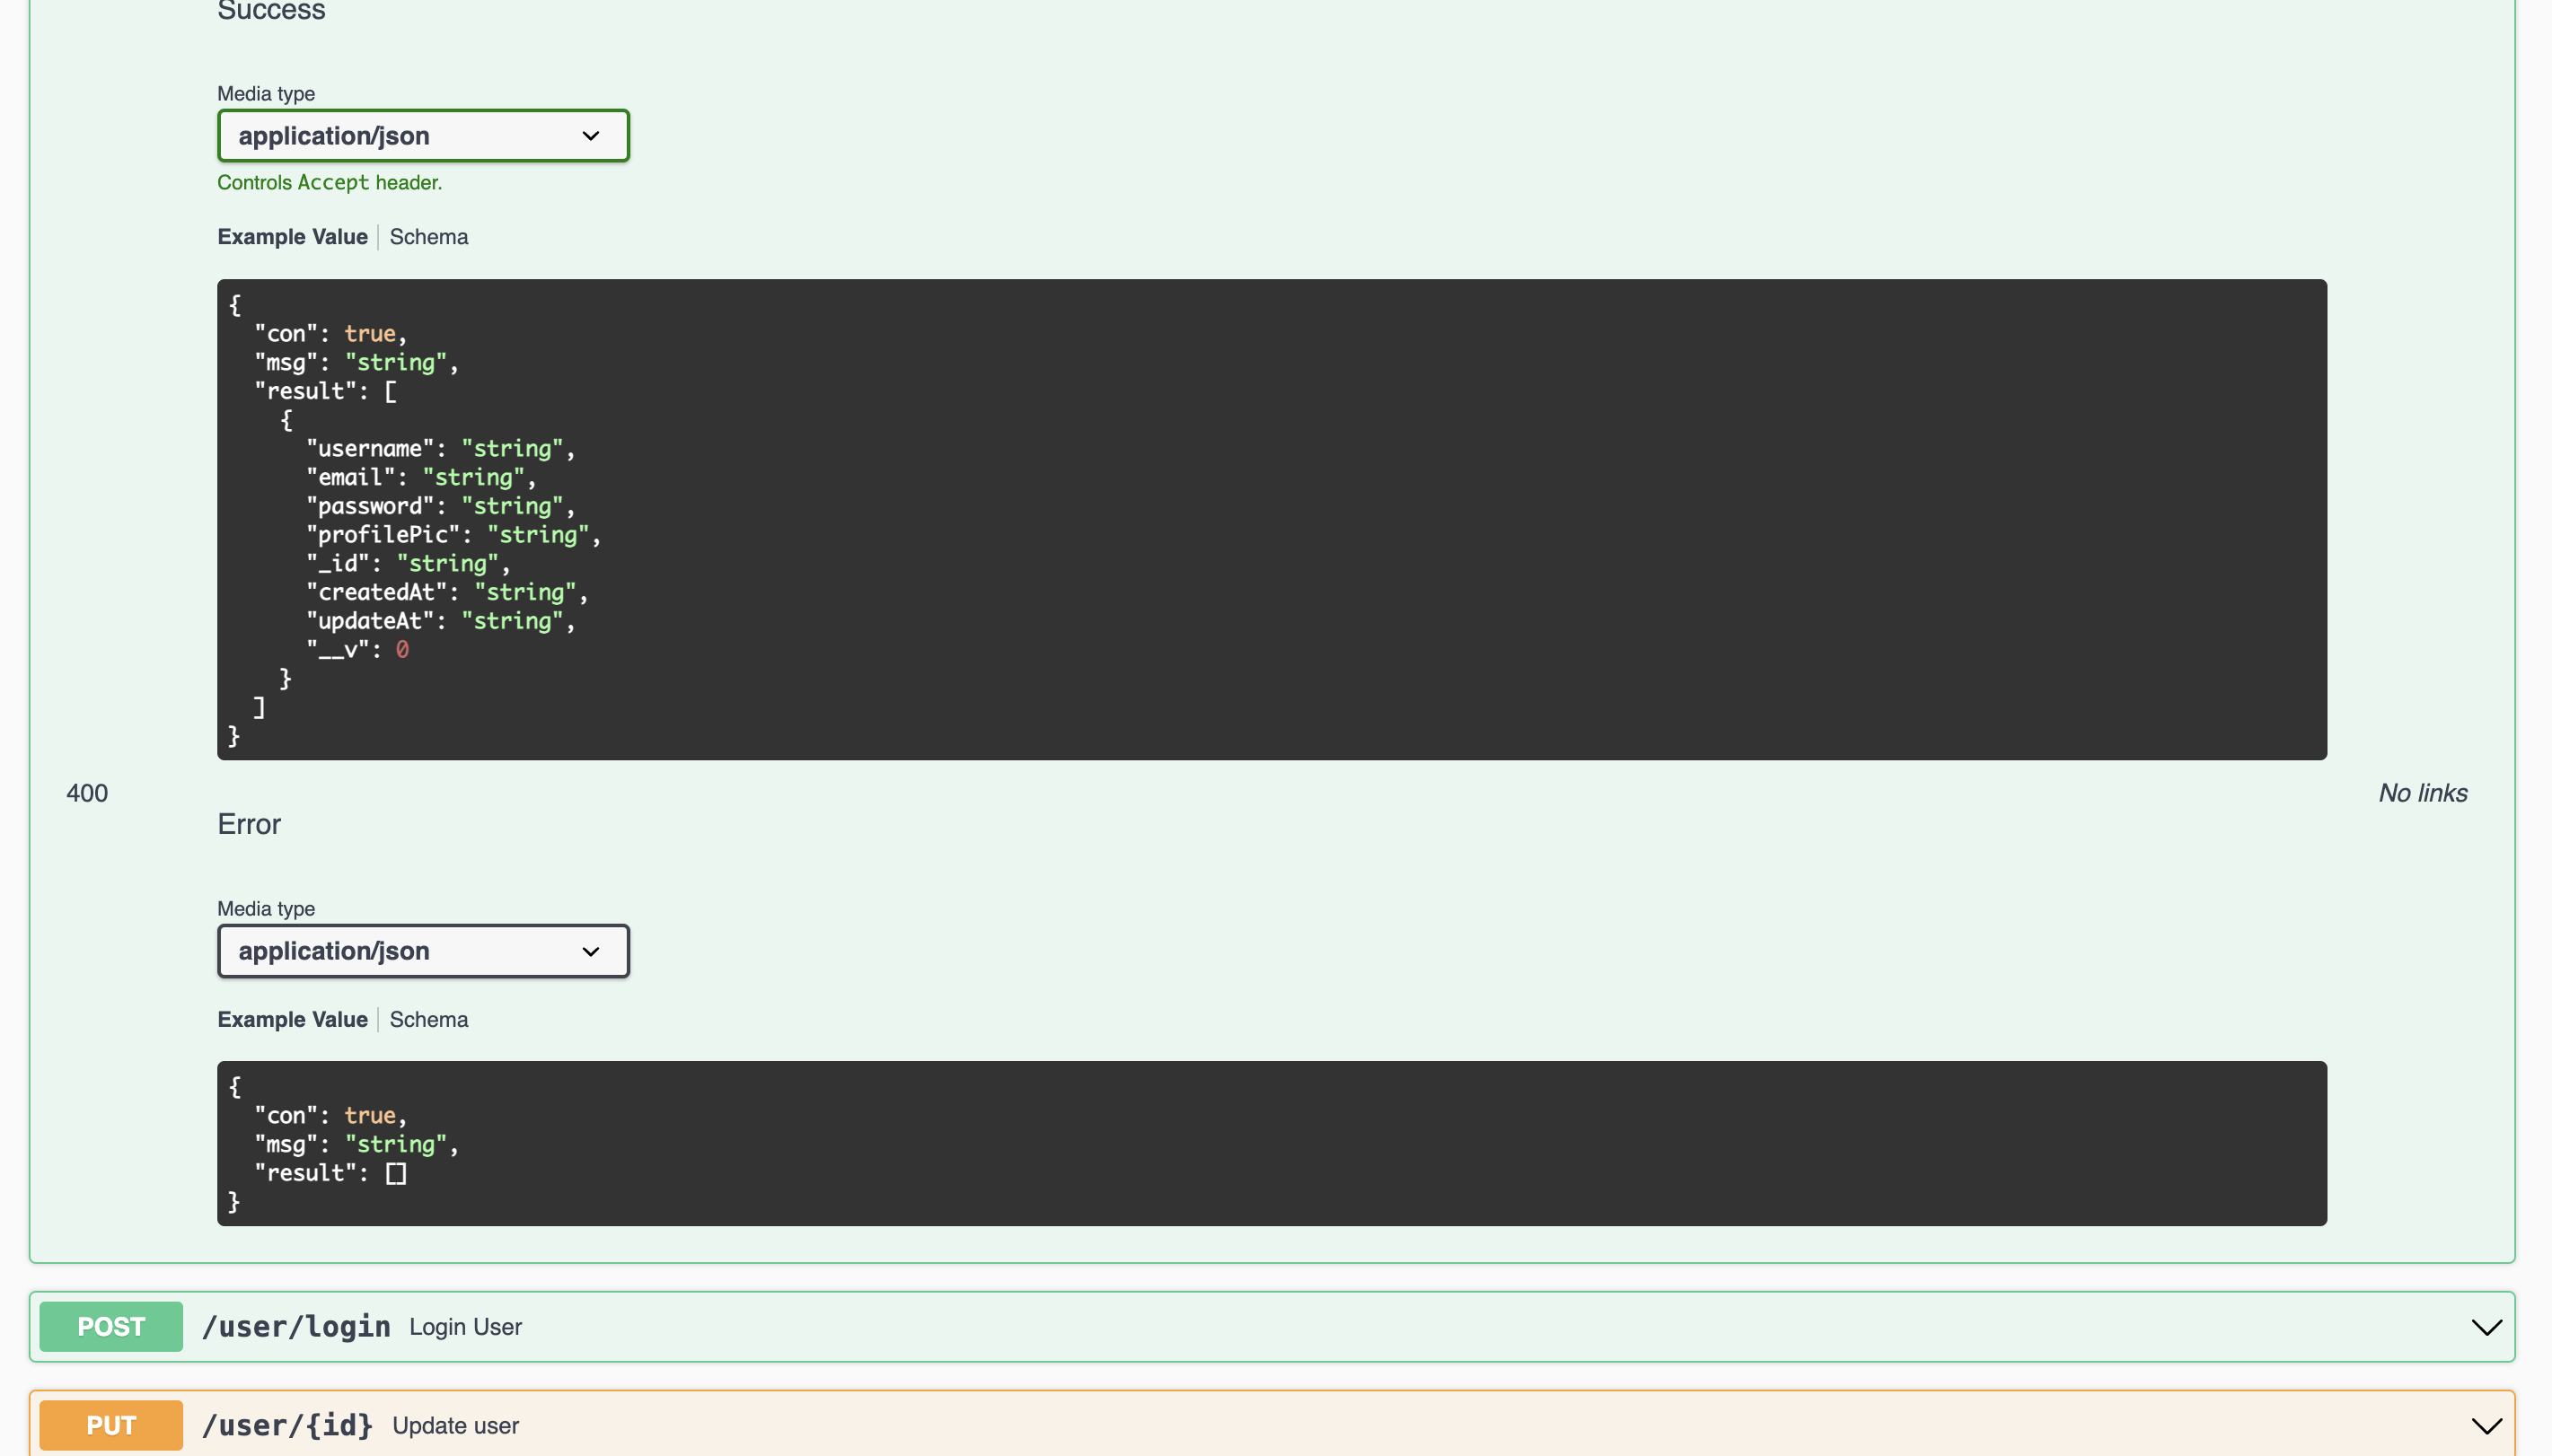 Success
Media type
application/json
Controls Accept header.
Example Value Schema
{
  "con": true,
  "msg": "string",
  "result": [
    {
      "username": "string",
      "email": "string",
      "password": "string",
      "profilePic": "string",
      "_id": "string",
      "createdAt": "string",
      "updateAt": "string",
      "__v": 0
    }
  ]
}
400 No links
Error
Media type
application/json
Example Value Schema
{
  "con": true,
  "msg": "string",
  "result": []
}
POST /user/login Login User
PUT /user/{id} Update user